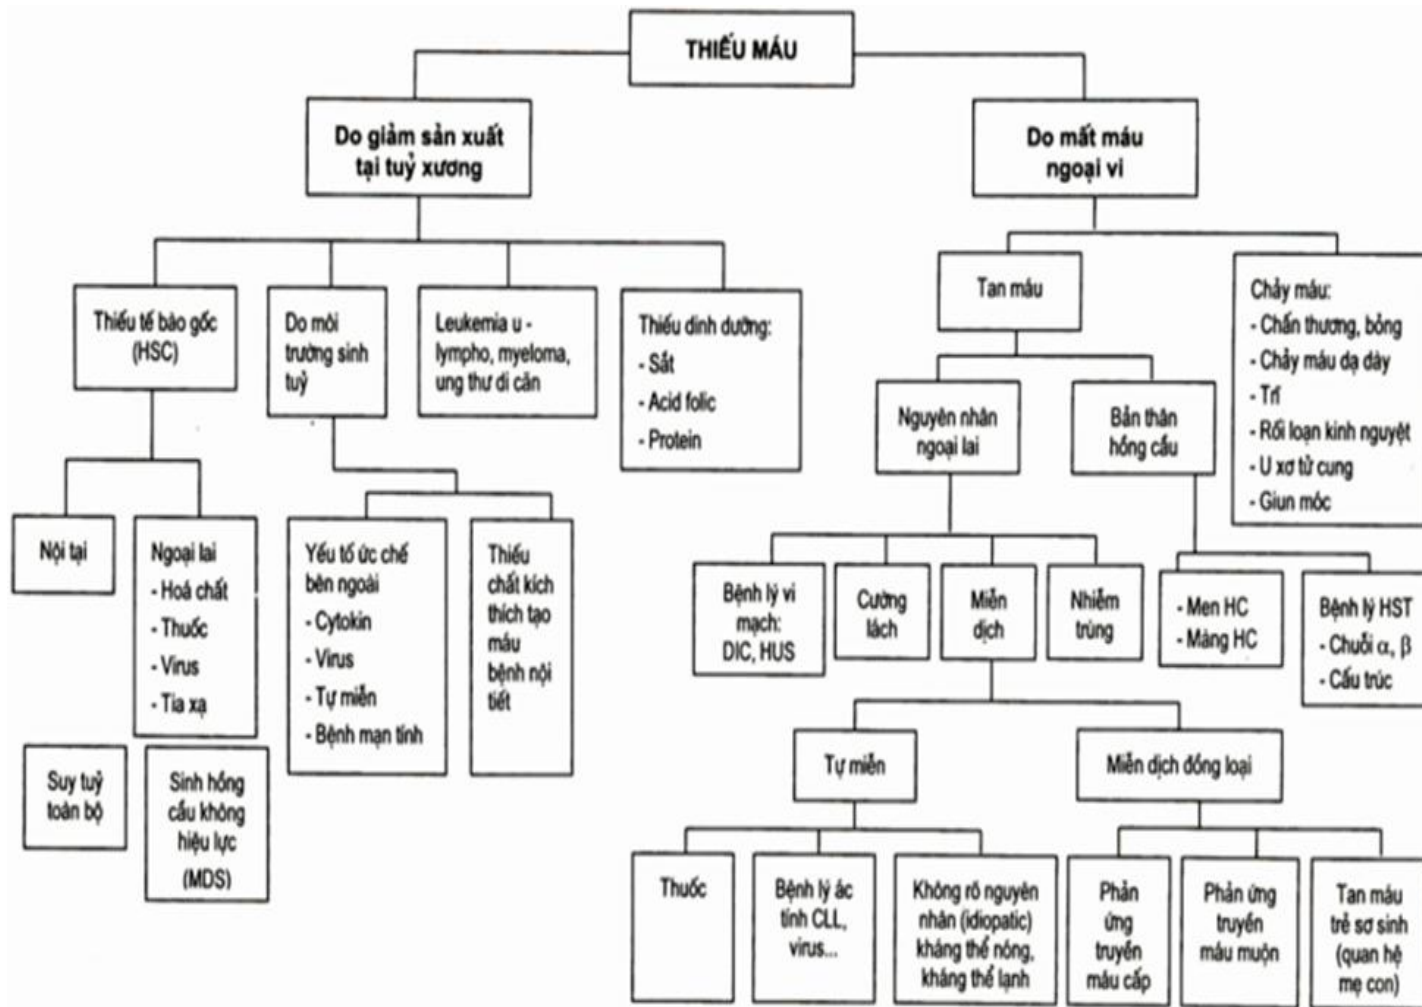 THIẾU MÁU
Do giảm sản xuất
tại tuỷ xương
Do mất máu
ngoại vi
Thiếu tế bào gốc
(HSC)
Do môi
trường sinh
tuỷ
Leukemia u -
lympho, myeloma,
ung thư di căn
Thiếu dinh dưỡng:
- Sắt
- Acid folic
- Protein
Tan máu
Chảy máu:
- Chấn thương, bỏng
- Chảy máu dạ dày
- Trĩ
- Rối loạn kinh nguyệt
- U xơ tử cung
- Giun móc
Nguyên nhân
ngoại lai
Bản thân
hồng cầu
Nội tại
Ngoại lai
- Hoá chất
- Thuốc
- Virus
- Tia xạ
Yếu tố ức chế
bên ngoài
- Cytokin
- Virus
- Tự miễn
- Bệnh mạn tính
Thiếu
chất kích
thích tạo
máu
bệnh nội
tiết
Bệnh lý vi
mạch:
DIC, HUS
Cường
lách
Miễn
dịch
Nhiễm
trùng
- Men HC
- Màng HC
Bệnh lý HST
- Chuỗi α, β
- Cấu trúc
Suy tuỷ
toàn bộ
Sinh hồng
cầu không
hiệu lực
(MDS)
Tự miễn
Miễn dịch đồng loại
Thuốc
Bệnh lý ác
tính CLL,
virus...
Không rõ nguyên
nhân (idiopatic)
kháng thể nóng,
kháng thể lạnh
Phản
ứng
truyền
máu cấp
Phản ứng
truyền
máu muộn
Tan máu
trẻ sơ sinh
(quan hệ
mẹ con)